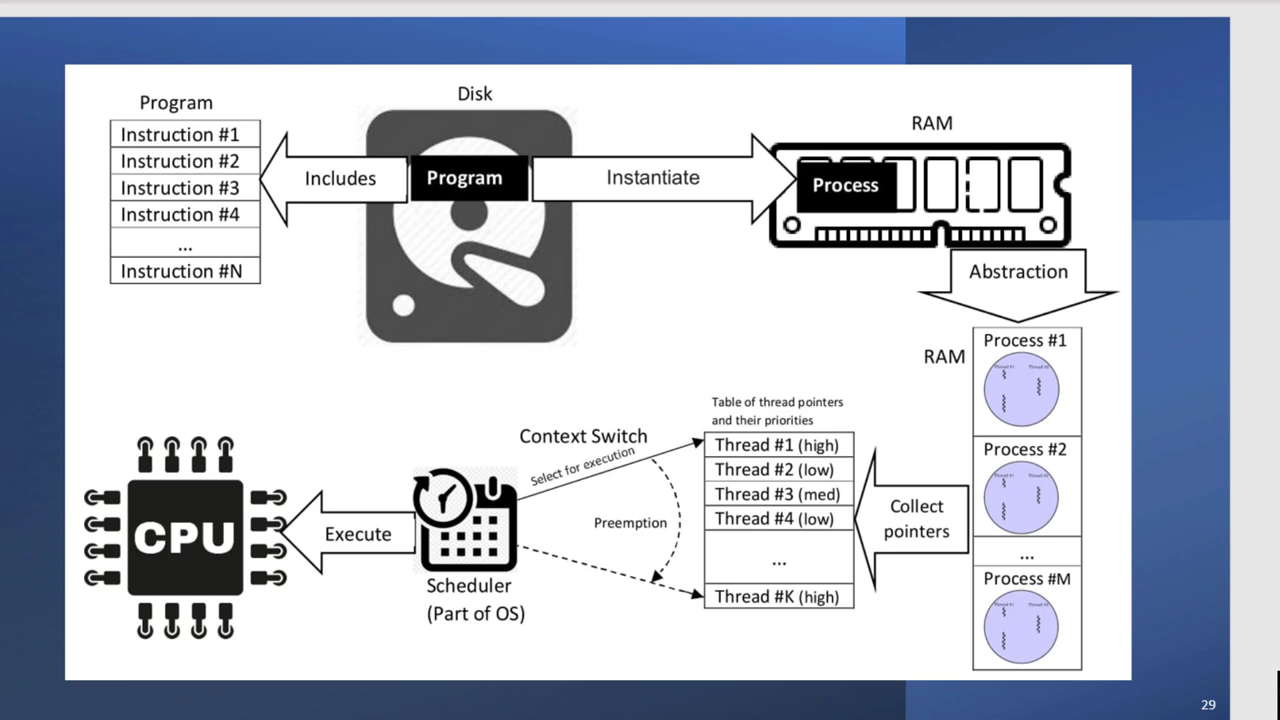 Program
Instruction #1
Instruction #2
Instruction #3
Instruction #4
...
Instruction #N
Includes
Disk
Program
Instantiate
RAM
Process
Abstraction
RAM
Process #1
Thread #1
Process #2
...
Process #M
Collect
pointers
Table of thread pointers
and their priorities
Thread #1 (high)
Thread #2 (low)
Thread #3 (med)
Thread #4 (low)
...
Thread #K (high)
Context Switch
Select for execution
Preemption
Scheduler
(Part of OS)
Execute
CPU
29